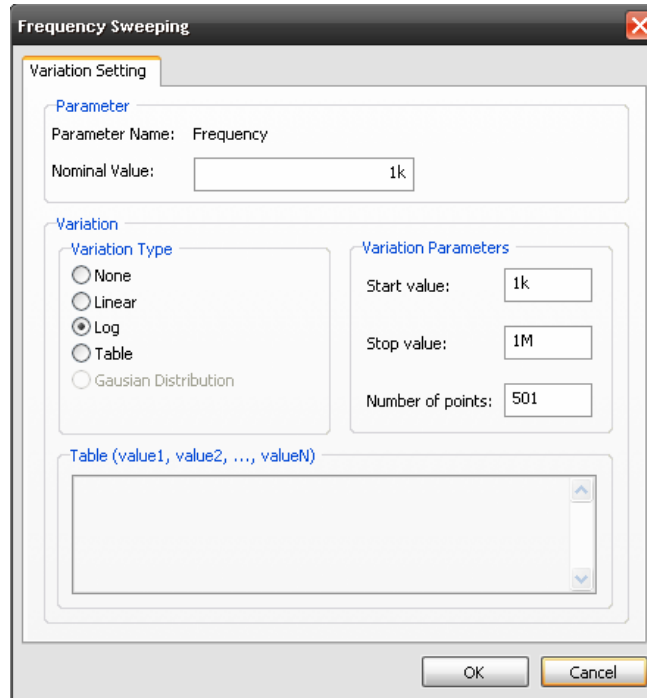 Frequency Sweeping
Variation Setting
Parameter
Parameter Name: Frequency
Nominal Value: 1k
Variation
Variation Type
None
Linear
Log
Table
Gausian Distribution
Variation Parameters
Start value: 1k
Stop value: 1M
Number of points: 501
Table (value1, value2, ..., valueN)
OK Cancel